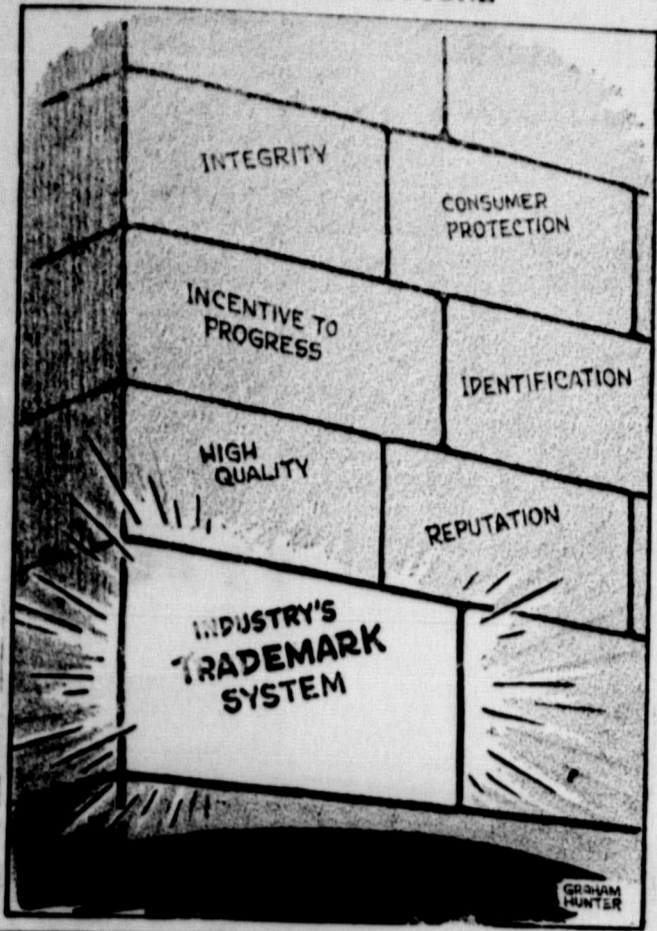 INTEGRITY
CONSUMER
PROTECTION
INCENTIVE TO
PROGRESS
IDENTIFICATION
HIGH
QUALITY
REPUTATION
INDUSTRY'S
TRADEMARK
SYSTEM
GRAHAM
HUNTER